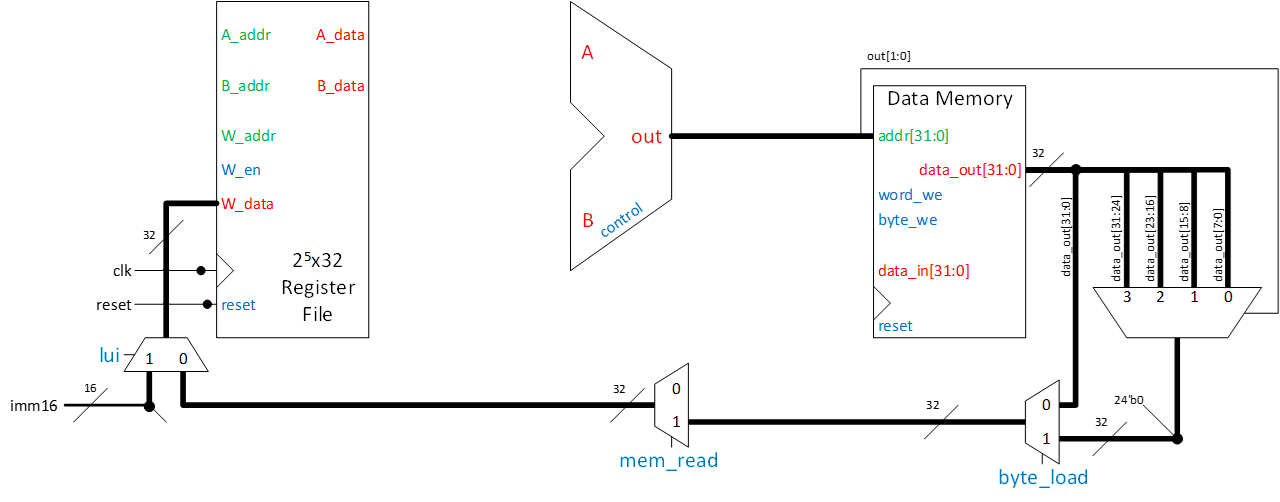 A_addr
A_data
B_addr
B_data
W_addr
W_en
W_data
32
clk
reset
reset
2⁵x32
Register
File
lui
1
0
16
imm16
A
out
B
control
out[1:0]
Data Memory
addr[31:0]
data_out[31:0]
word_we
byte_we
data_in[31:0]
reset
32
data_out[31:0]
data_out[31:24]
data_out[23:16]
data_out[15:8]
data_out[7:0]
3
2
1
0
32
0
1
mem_read
32
0
1
byte_load
24'b0
32